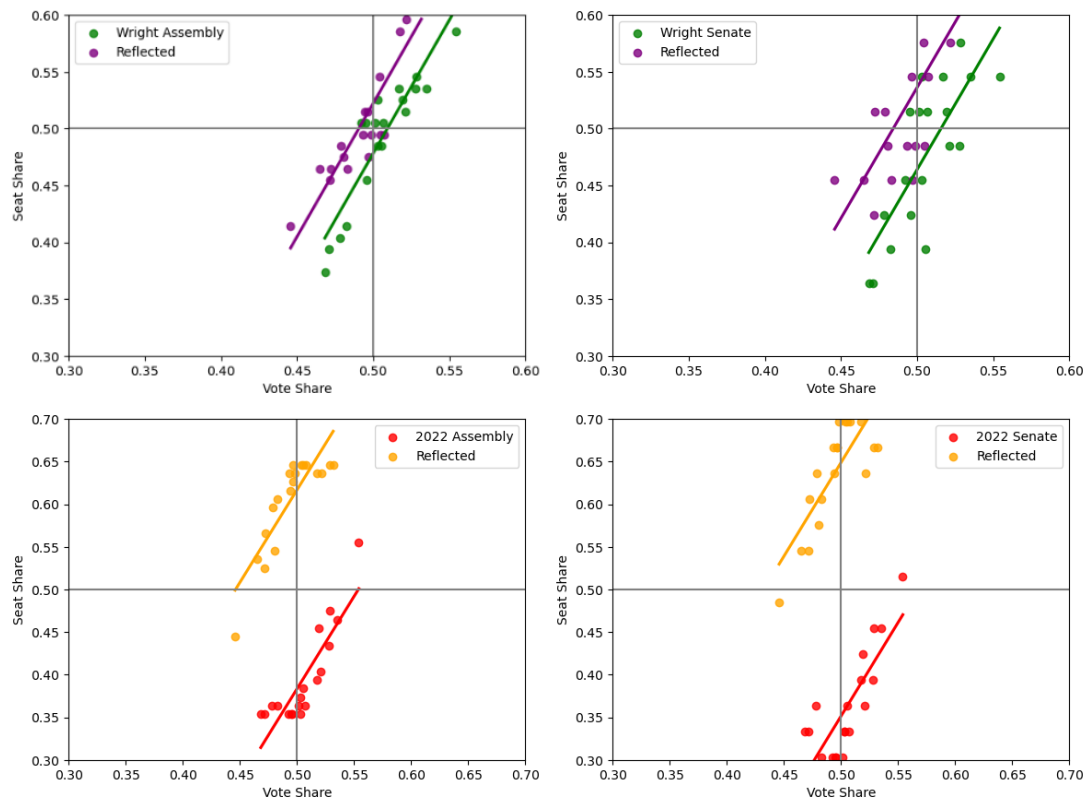 0.60
0.55
0.50
0.45
0.40
0.35
0.30
Seat Share
Wright Assembly
Reflected
0.30 0.35 0.40 0.45 0.50 0.55 0.60
Vote Share
0.60
0.55
0.50
0.45
0.40
0.35
0.30
Seat Share
Wright Senate
Reflected
0.30 0.35 0.40 0.45 0.50 0.55 0.60
Vote Share
0.70
0.65
0.60
0.55
0.50
0.45
0.40
0.35
0.30
Seat Share
2022 Assembly
Reflected
0.30 0.35 0.40 0.45 0.50 0.55 0.60 0.65 0.70
Vote Share
0.70
0.65
0.60
0.55
0.50
0.45
0.40
0.35
0.30
Seat Share
2022 Senate
Reflected
0.30 0.35 0.40 0.45 0.50 0.55 0.60 0.65 0.70
Vote Share